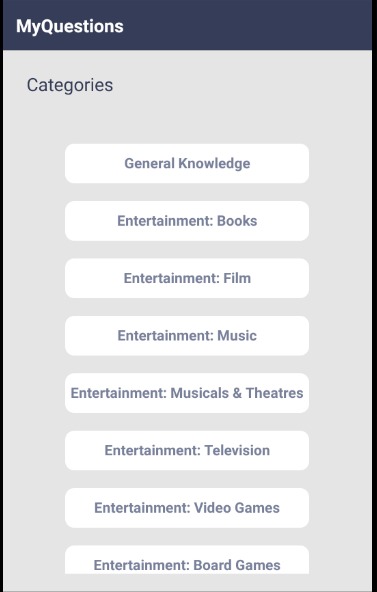 MyQuestions
Categories
General Knowledge
Entertainment: Books
Entertainment: Film
Entertainment: Music
Entertainment: Musicals & Theatres
Entertainment: Television
Entertainment: Video Games
Entertainment: Board Games